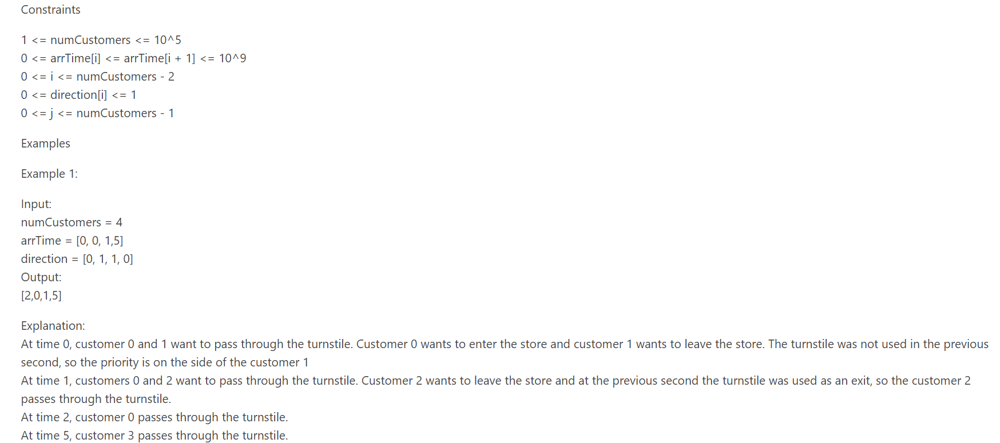 Constraints
1 <= numCustomers <= 10^5
0 <= arrTime[i] <= arrTime[i + 1] <= 10^9
0 <= i <= numCustomers - 2
0 <= direction[i] <= 1
0 <= j <= numCustomers - 1
Examples
Example 1:
Input:
numCustomers = 4
arrTime = [0, 0, 1,5]
direction = [0, 1, 1, 0]
Output:
[2,0,1,5]
Explanation:
At time 0, customer 0 and 1 want to pass through the turnstile. Customer 0 wants to enter the store and customer 1 wants to leave the store. The turnstile was not used in the previous
second, so the priority is on the side of the customer 1
At time 1, customers 0 and 2 want to pass through the turnstile. Customer 2 wants to leave the store and at the previous second the turnstile was used as an exit, so the customer 2
passes through the turnstile.
At time 2, customer 0 passes through the turnstile.
At time 5, customer 3 passes through the turnstile.